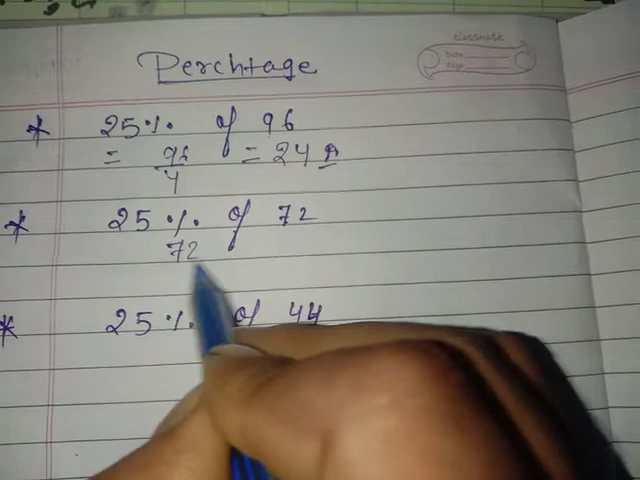 classmate
Date
Page
Perchtage
* 25% of 96
= 96/4 = 24 A
* 25% of 72
72
* 25% of 44